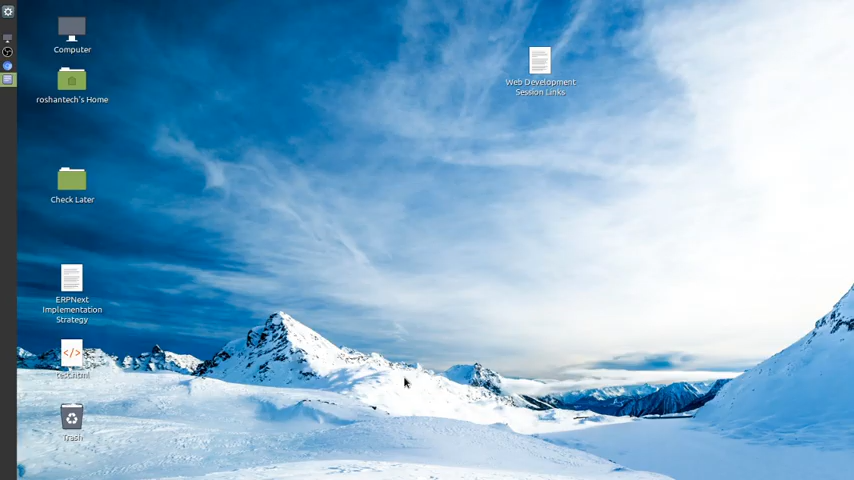 Computer
roshantech's Home
Web Development
Session Links
Check Later
ERPNext
Implementation
Strategy
</>
test.html
Trash